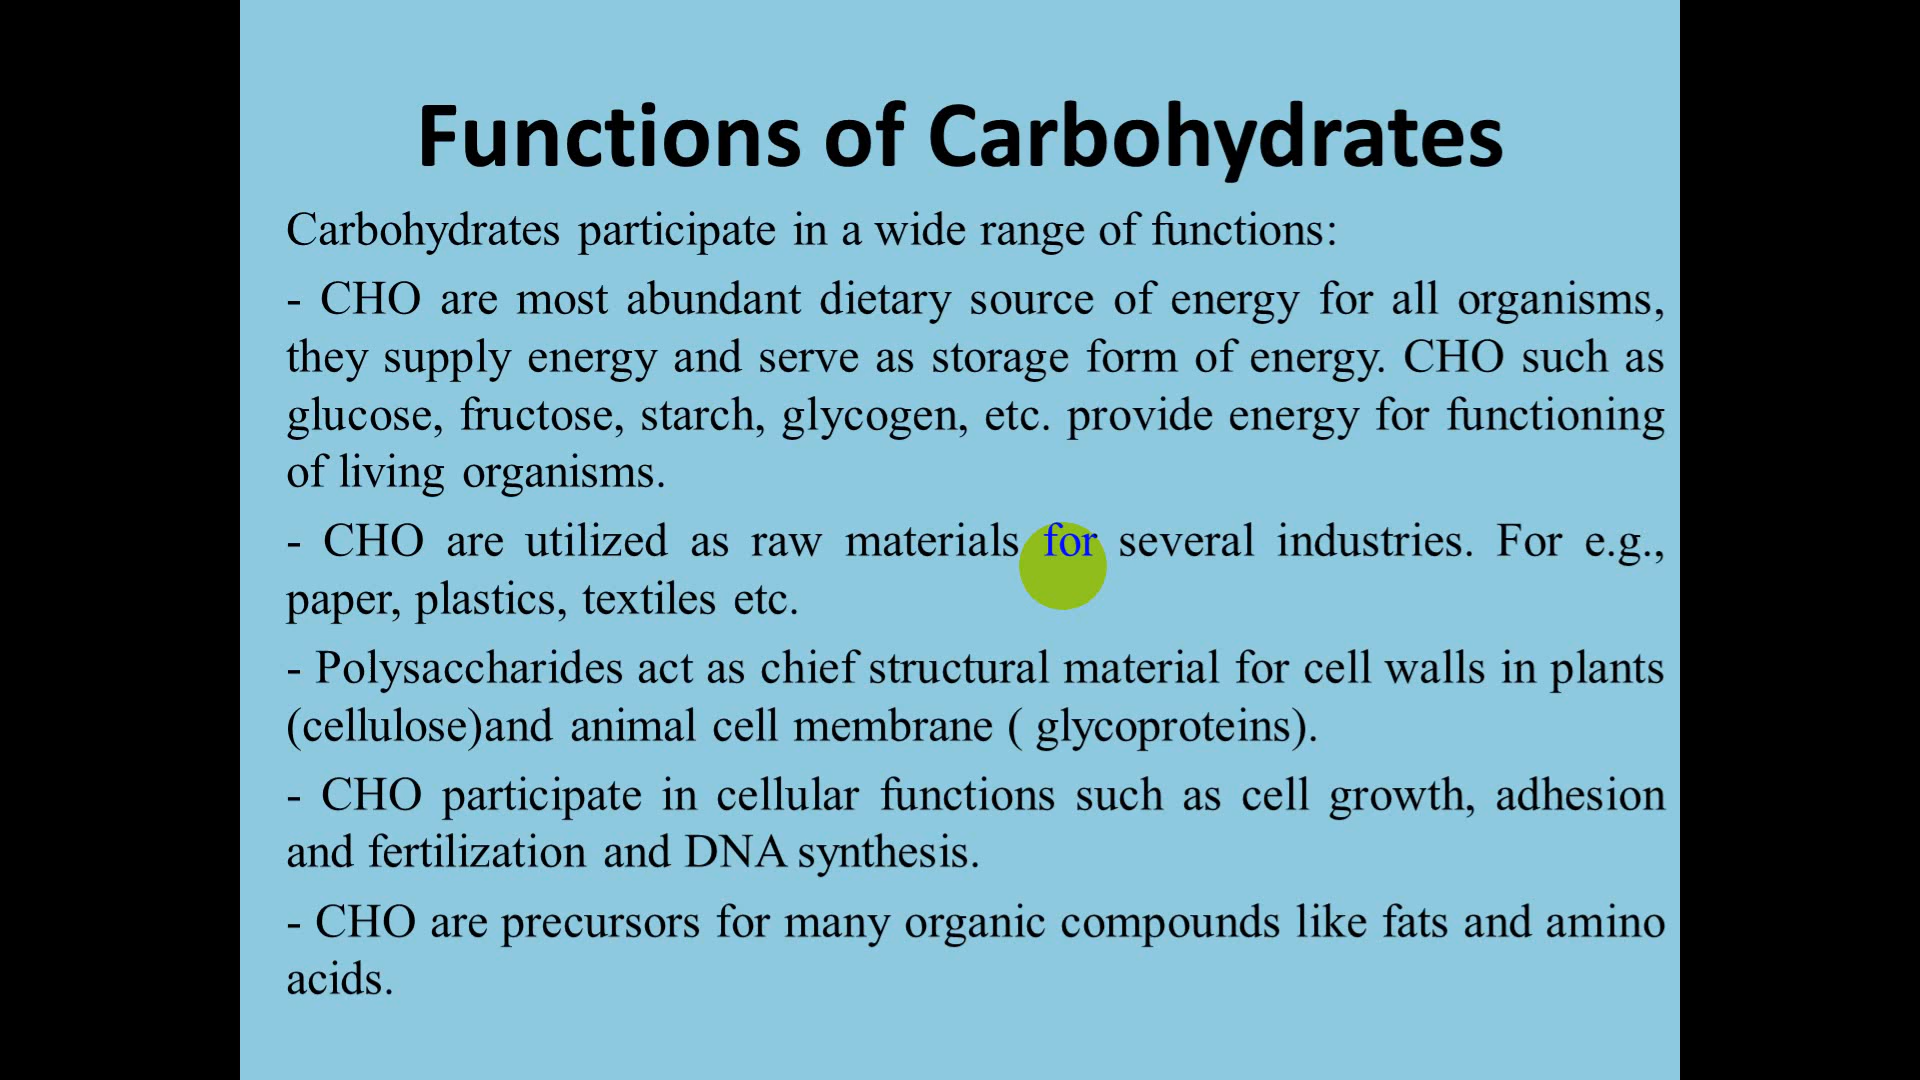 Functions of Carbohydrates
Carbohydrates participate in a wide range of functions:
- CHO are most abundant dietary source of energy for all organisms,
they supply energy and serve as storage form of energy. CHO such as
glucose, fructose, starch, glycogen, etc. provide energy for functioning
of living organisms.
- CHO are utilized as raw materials for several industries. For e.g.,
paper, plastics, textiles etc.
- Polysaccharides act as chief structural material for cell walls in plants
(cellulose)and animal cell membrane ( glycoproteins).
- CHO participate in cellular functions such as cell growth, adhesion
and fertilization and DNA synthesis.
- CHO are precursors for many organic compounds like fats and amino
acids.